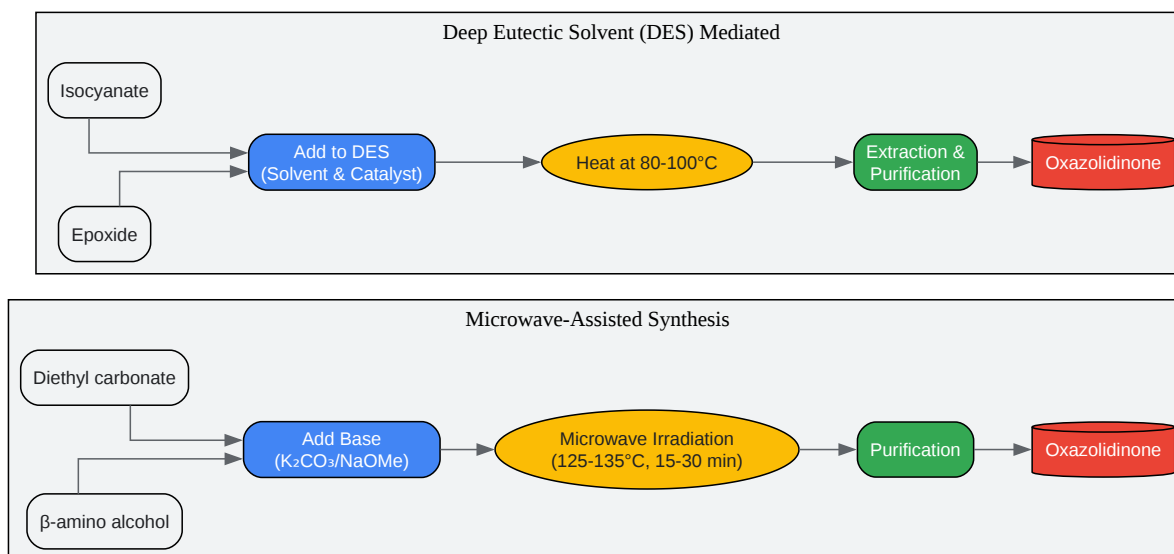 Deep Eutectic Solvent (DES) Mediated
Isocyanate
Epoxide
Add to DES
(Solvent & Catalyst)
Heat at 80-100°C
Extraction &
Purification
Oxazolidinone
Microwave-Assisted Synthesis
Diethyl carbonate
β-amino alcohol
Add Base
(K₂CO₃/NaOMe)
Microwave Irradiation
(125-135°C, 15-30 min)
Purification
Oxazolidinone